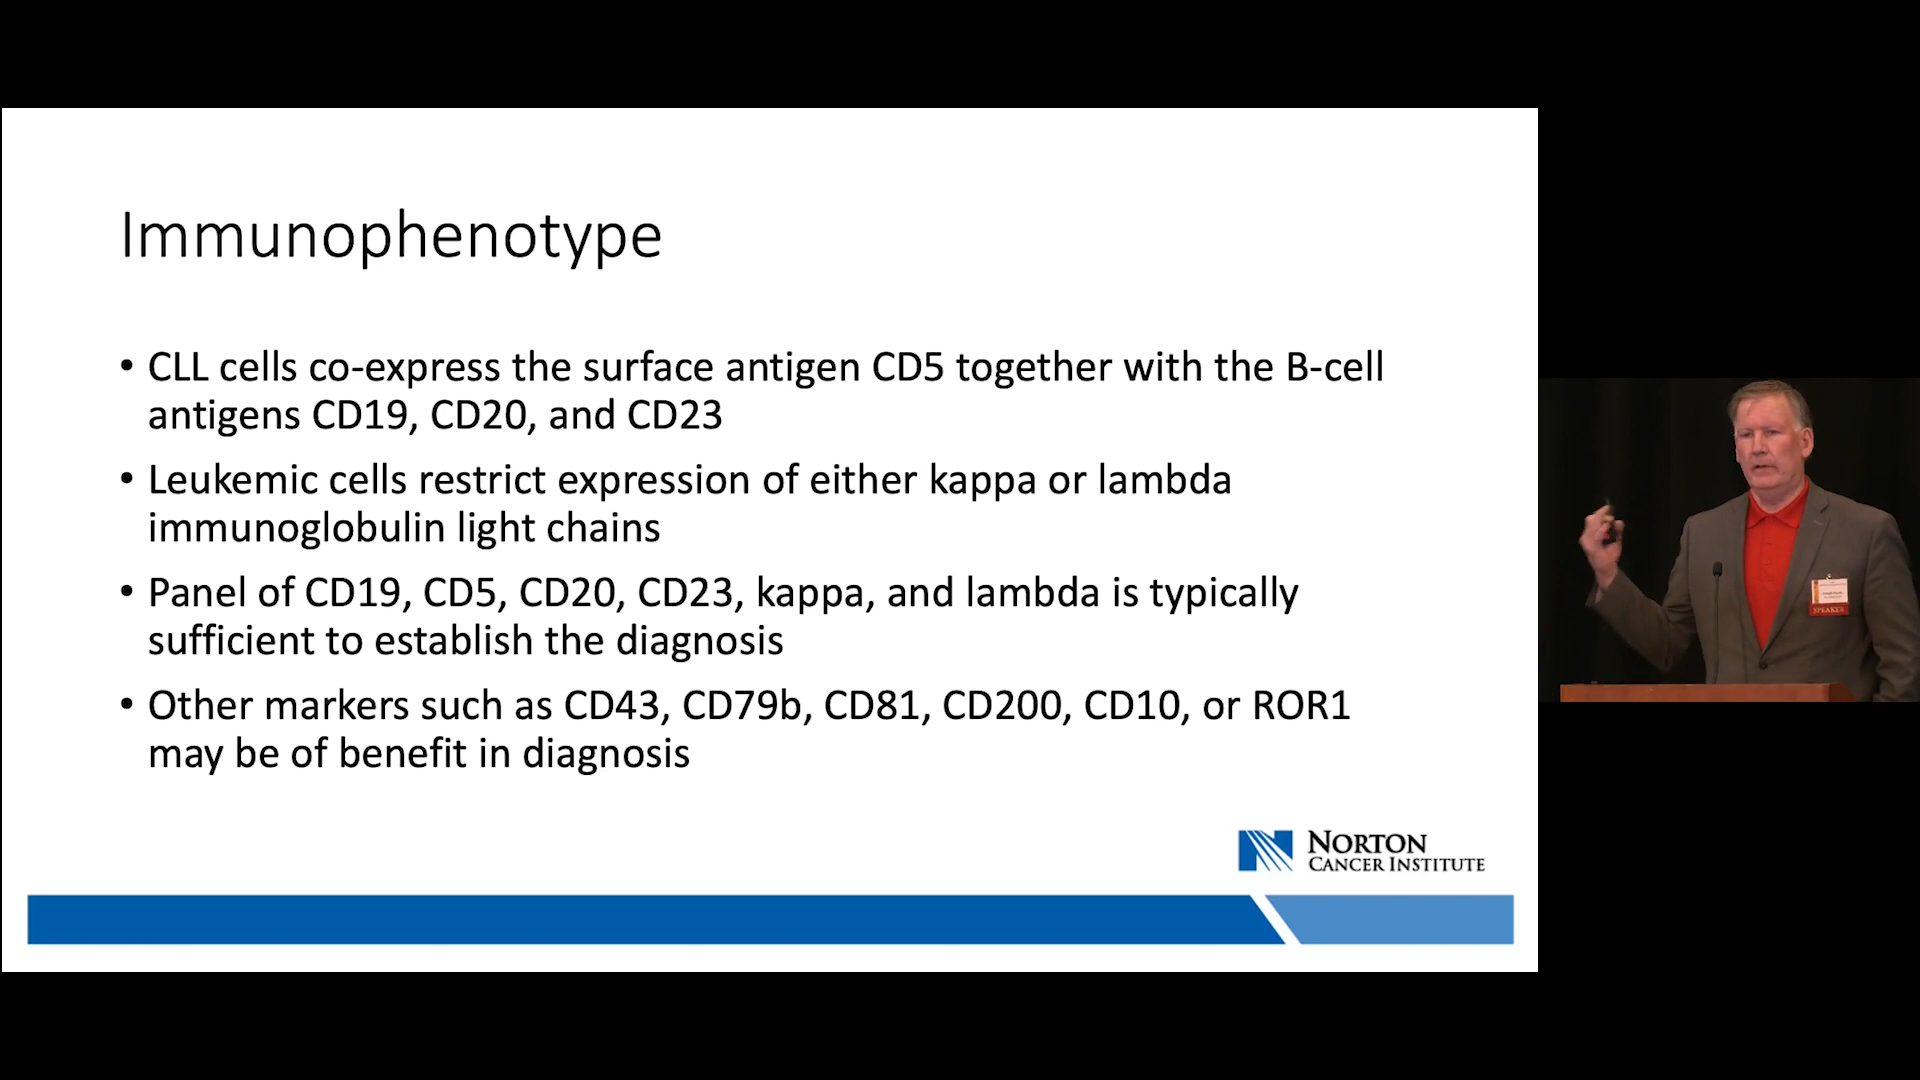 Immunophenotype
• CLL cells co-express the surface antigen CD5 together with the B-cell
antigens CD19, CD20, and CD23
• Leukemic cells restrict expression of either kappa or lambda
immunoglobulin light chains
• Panel of CD19, CD5, CD20, CD23, kappa, and lambda is typically
sufficient to establish the diagnosis
• Other markers such as CD43, CD79b, CD81, CD200, CD10, or ROR1
may be of benefit in diagnosis
NORTON
CANCER INSTITUTE
SPEAKER